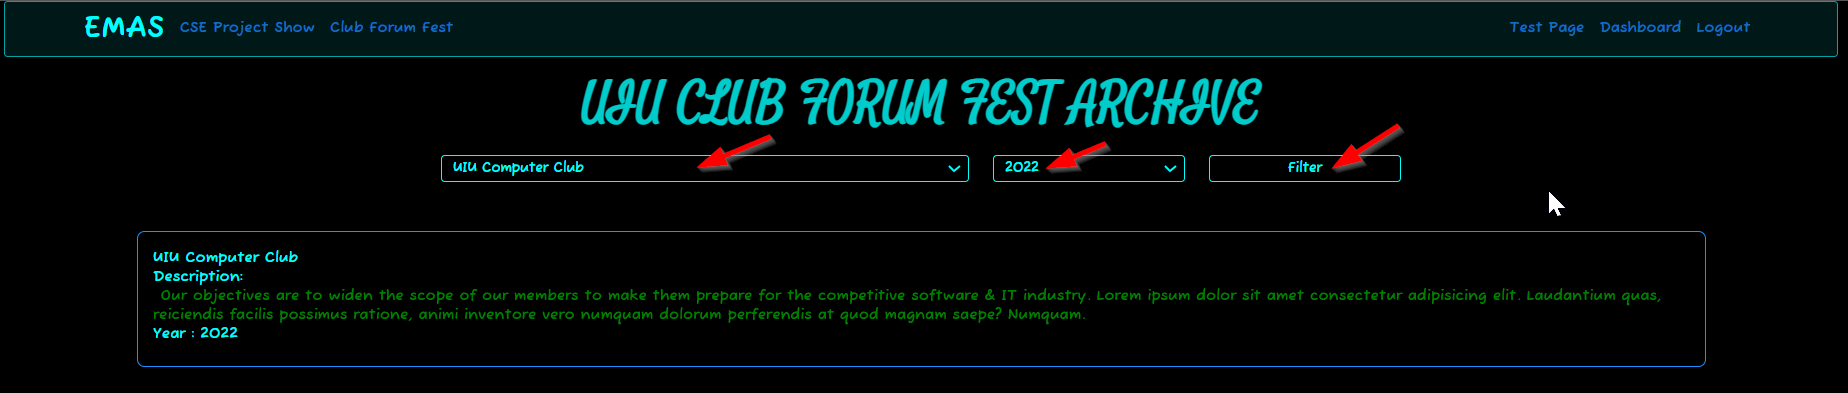 EMAS CSE Project Show Club Forum Fest Test Page Dashboard Logout
UIU CLUB FORUM FEST ARCHIVE
UIU Computer Club 2022 Filter
UIU Computer Club
Description:
Our objectives are to widen the scope of our members to make them prepare for the competitive software & IT industry. Lorem ipsum dolor sit amet consectetur adipisicing elit. Laudantium quas,
reiciendis facilis possimus ratione, animi inventore vero numquam dolorum perferendis at quod magnam saepe? Numquam.
Year : 2022